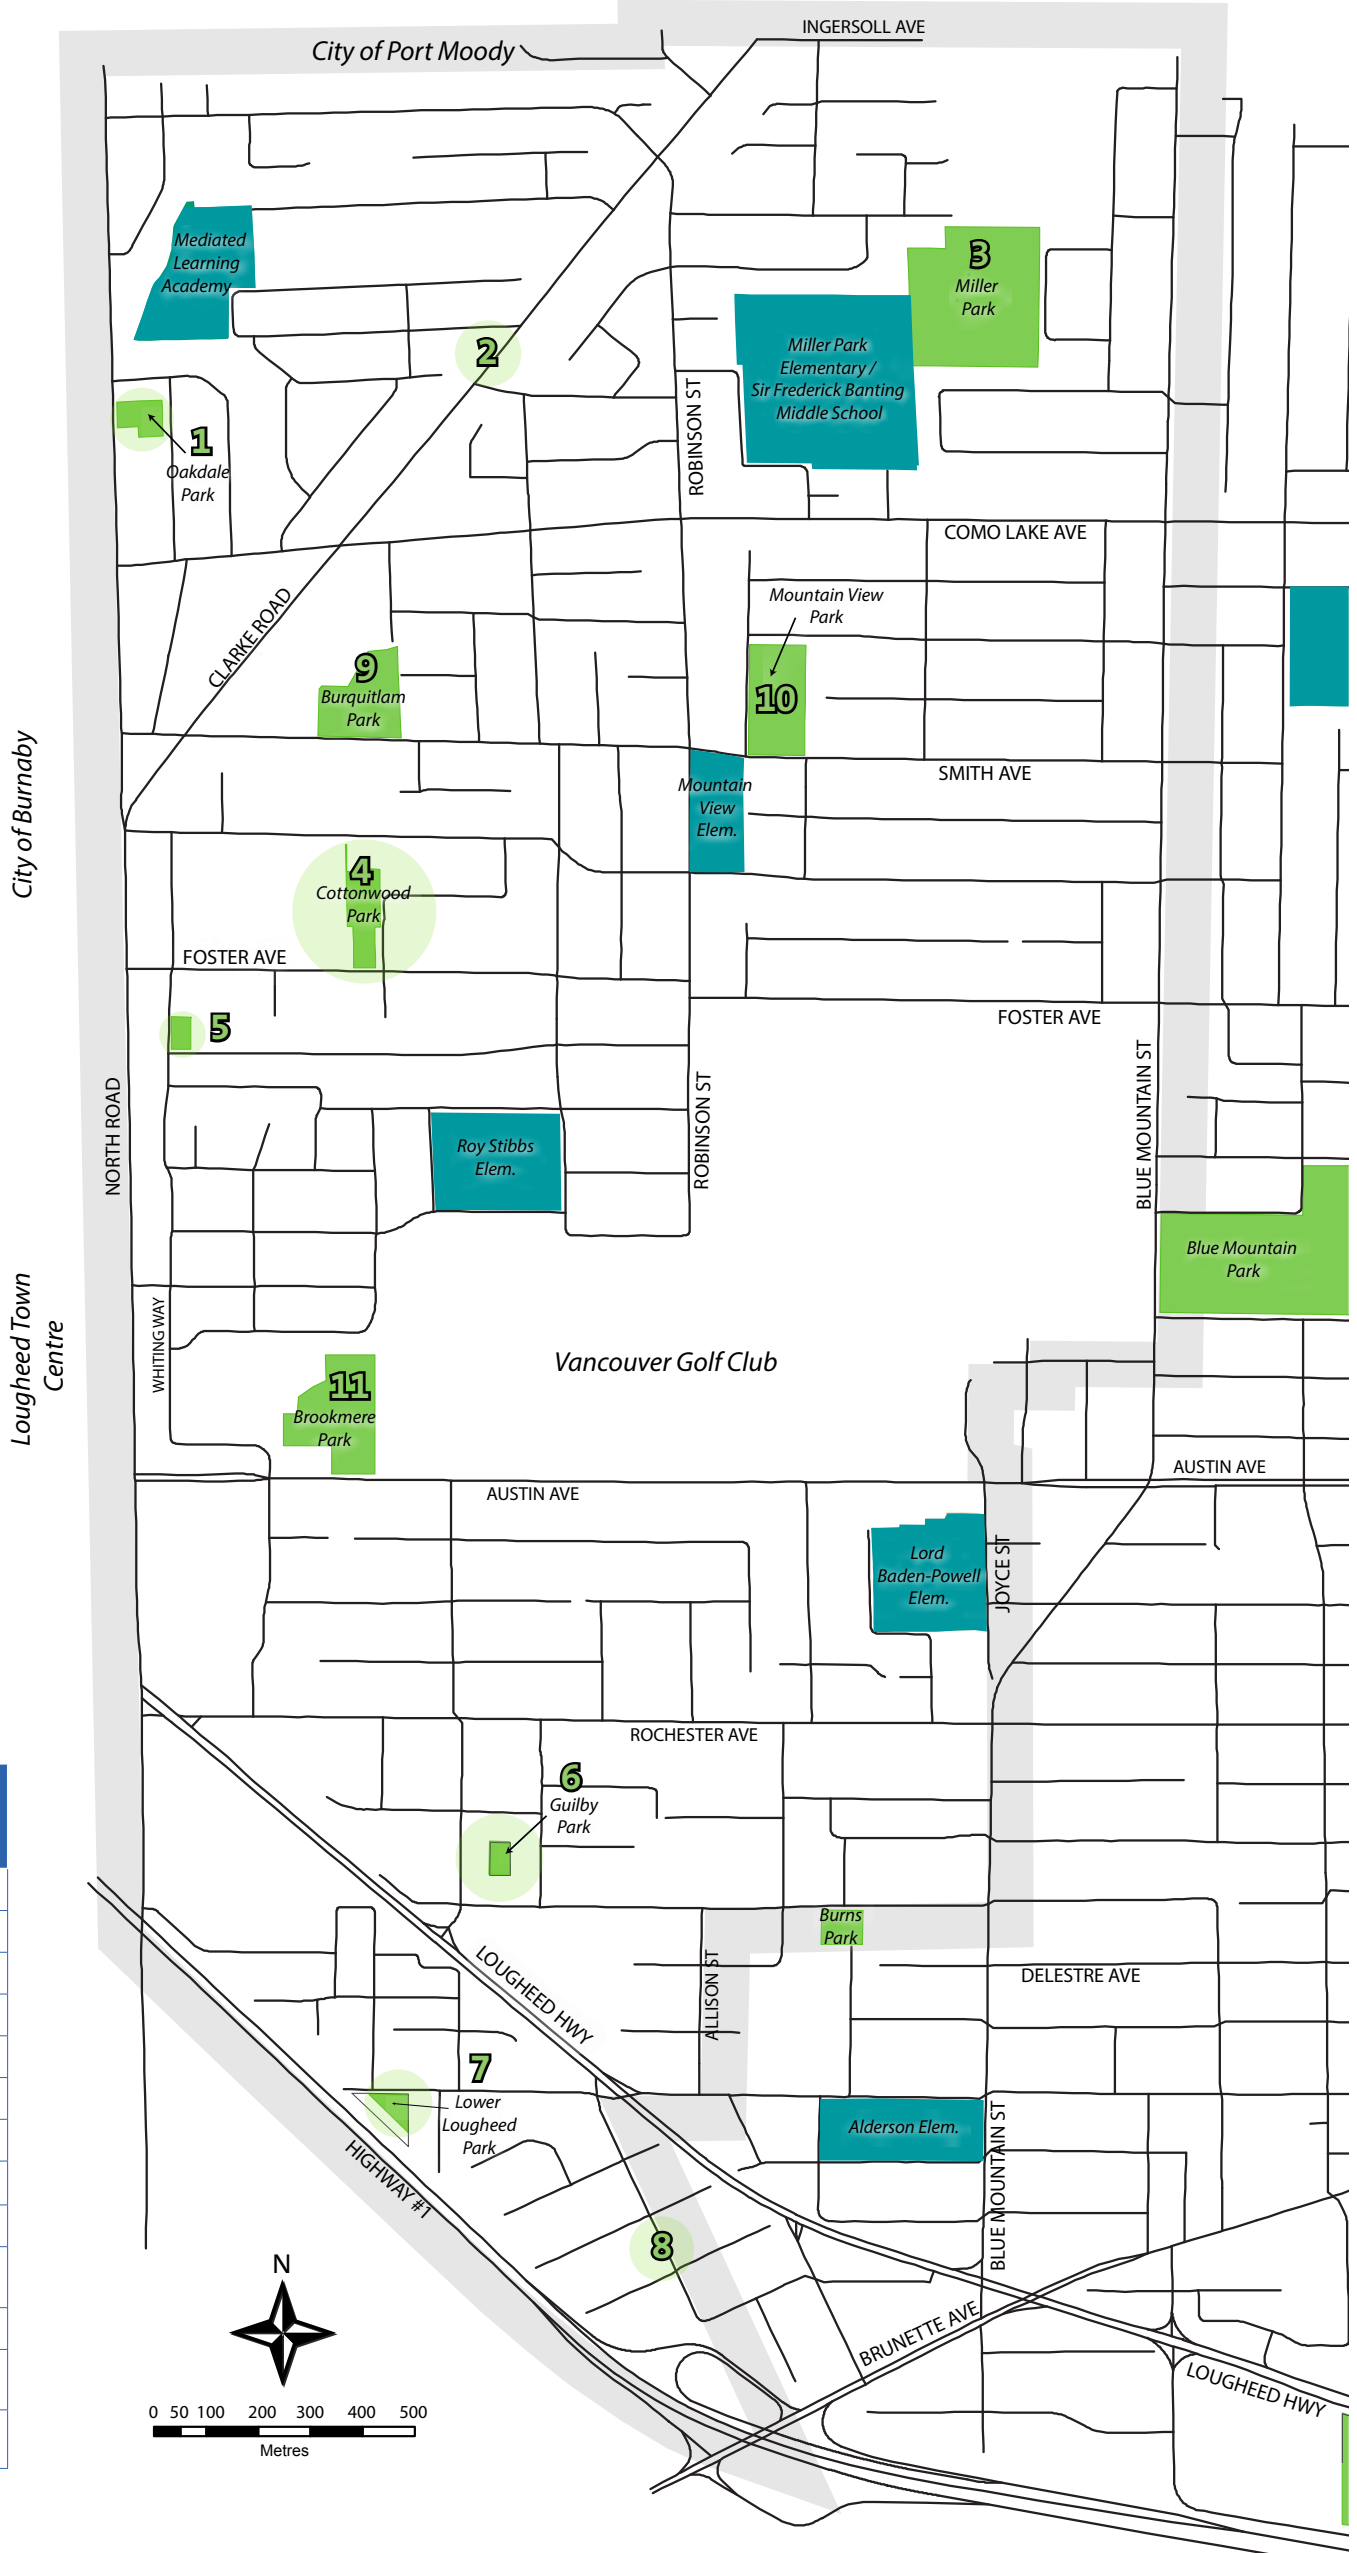 INGERSOLL AVE
City of Port Moody
Mediated
Learning
Academy
3
Miller
Park
2
Miller Park
Elementary /
Sir Frederick Banting
Middle School
ROBINSON ST
1
Oakdale
Park
COMO LAKE AVE
CLARKE ROAD
Mountain View
Park
9
Burquitlam
Park
10
City of Burnaby
SMITH AVE
Mountain
View
Elem.
4
Cottonwood
Park
FOSTER AVE
FOSTER AVE
5
NORTH ROAD
ROBINSON ST
BLUE MOUNTAIN ST
Roy Stibbs
Elem.
Blue Mountain
Park
Lougheed Town
Centre
WHITING WAY
Vancouver Golf Club
11
Brookmere
Park
AUSTIN AVE
AUSTIN AVE
Lord
Baden-Powell
Elem.
JOYCE ST
ROCHESTER AVE
6
Guilby
Park
Burns
Park
LOUGHEED HWY
ALLISON ST
DELESTRE AVE
7
Lower
Lougheed
Park
Alderson Elem.
HIGHWAY #1
BLUE MOUNTAIN ST
8
N
BRUNETTE AVE
LOUGHEED HWY
0 50 100 200 300 400 500
Metres